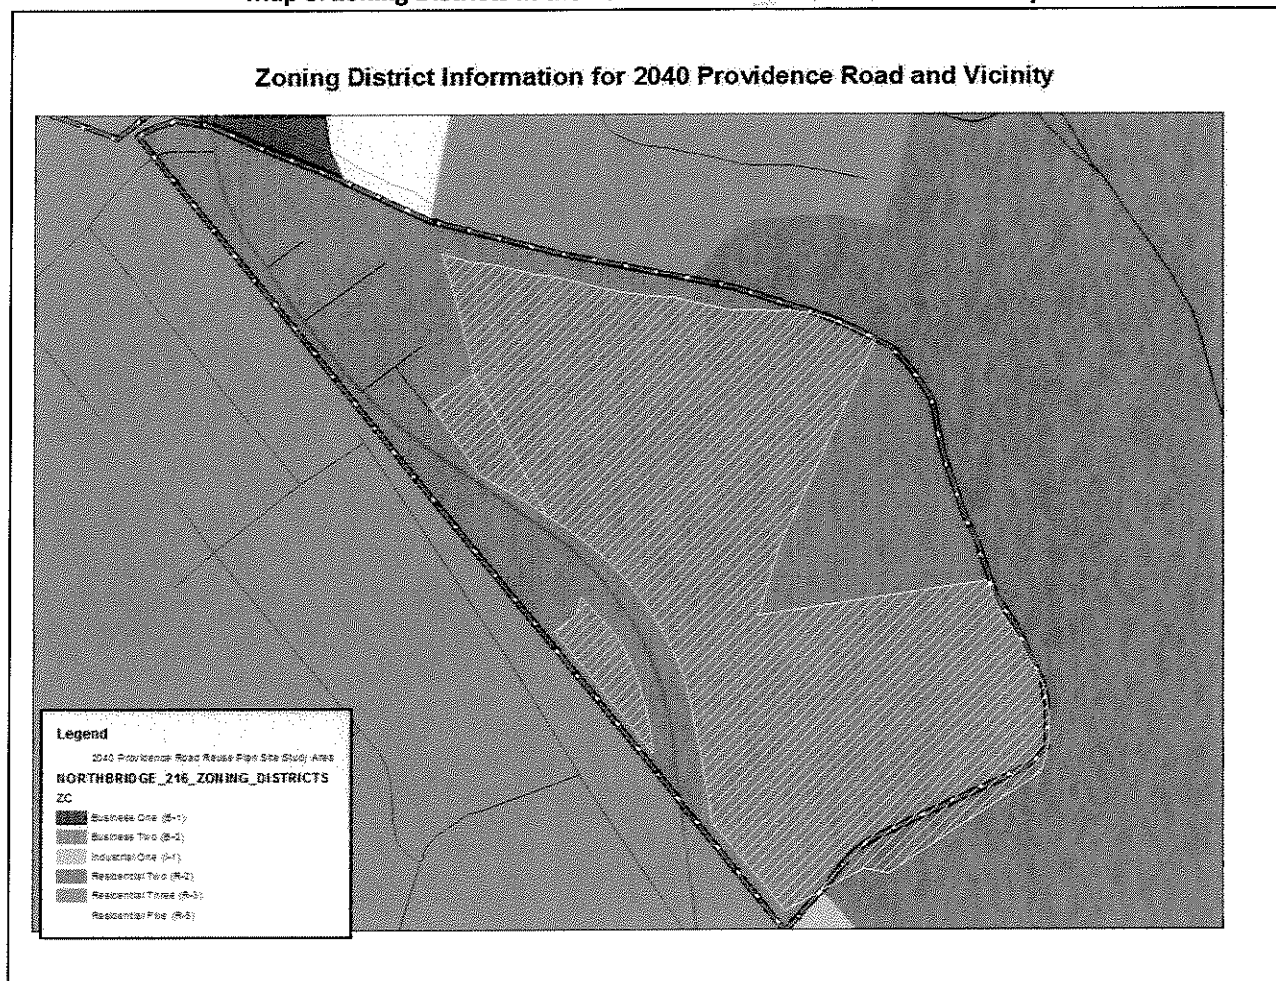 Zoning District Information for 2040 Providence Road and Vicinity
Legend
2040 Providence Road Reuse Plan Site Study Area
NORTHBRIDGE_216_ZONING_DISTRICTS
ZC
Business One (B-1)
Business Two (B-2)
Industrial One (I-1)
Residential Two (R-2)
Residential Three (R-3)
Residential Five (R-5)